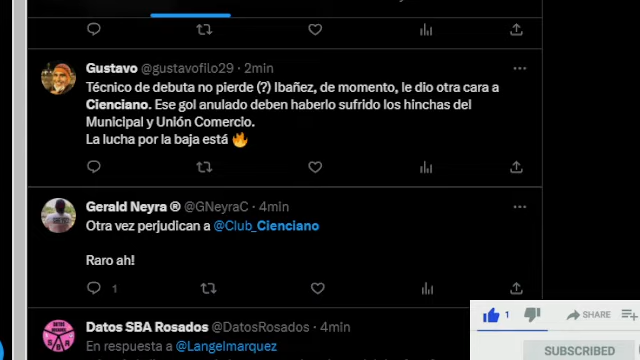 Gustavo @gustavofilo29 · 2min
Técnico de debuta no pierde (?) Ibañez, de momento, le dio otra cara a
Cienciano. Ese gol anulado deben haberlo sufrido los hinchas del
Municipal y Unión Comercio.
La lucha por la baja está 🔥
Gerald Neyra ® @GNeyraC · 4min
Otra vez perjudican a @Club_Cienciano
Raro ah!
1
1 SHARE
SUBSCRIBED
Datos SBA Rosados @DatosRosados · 4min
En respuesta a @Langelmarquez